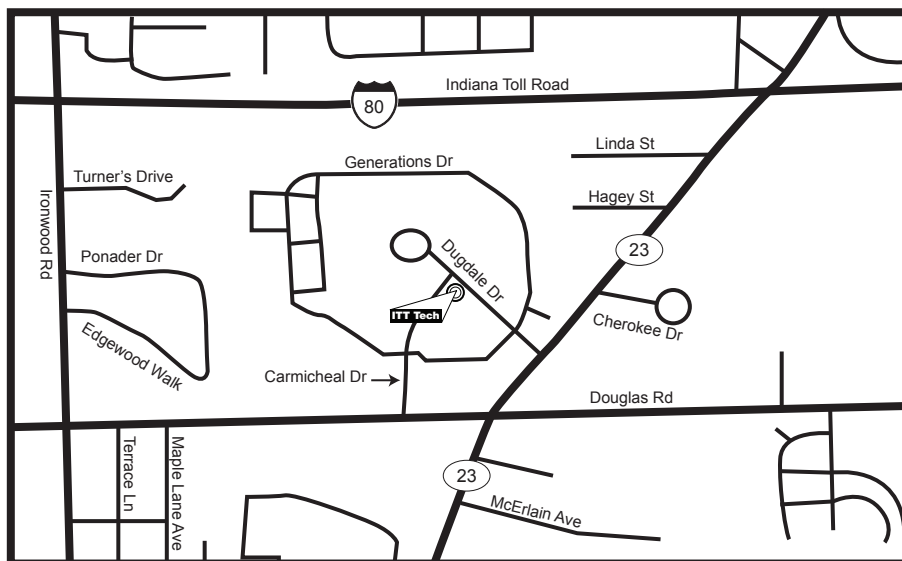 Indiana Toll Road
80
Linda St
Generations Dr
Turner's Drive
Hagey St
Ironwood Rd
23
Ponader Dr
Dugdale Dr
ITT Tech
Cherokee Dr
Edgewood Walk
Carmicheal Dr
Douglas Rd
Terrace Ln
Maple Lane Ave
23
McErlain Ave